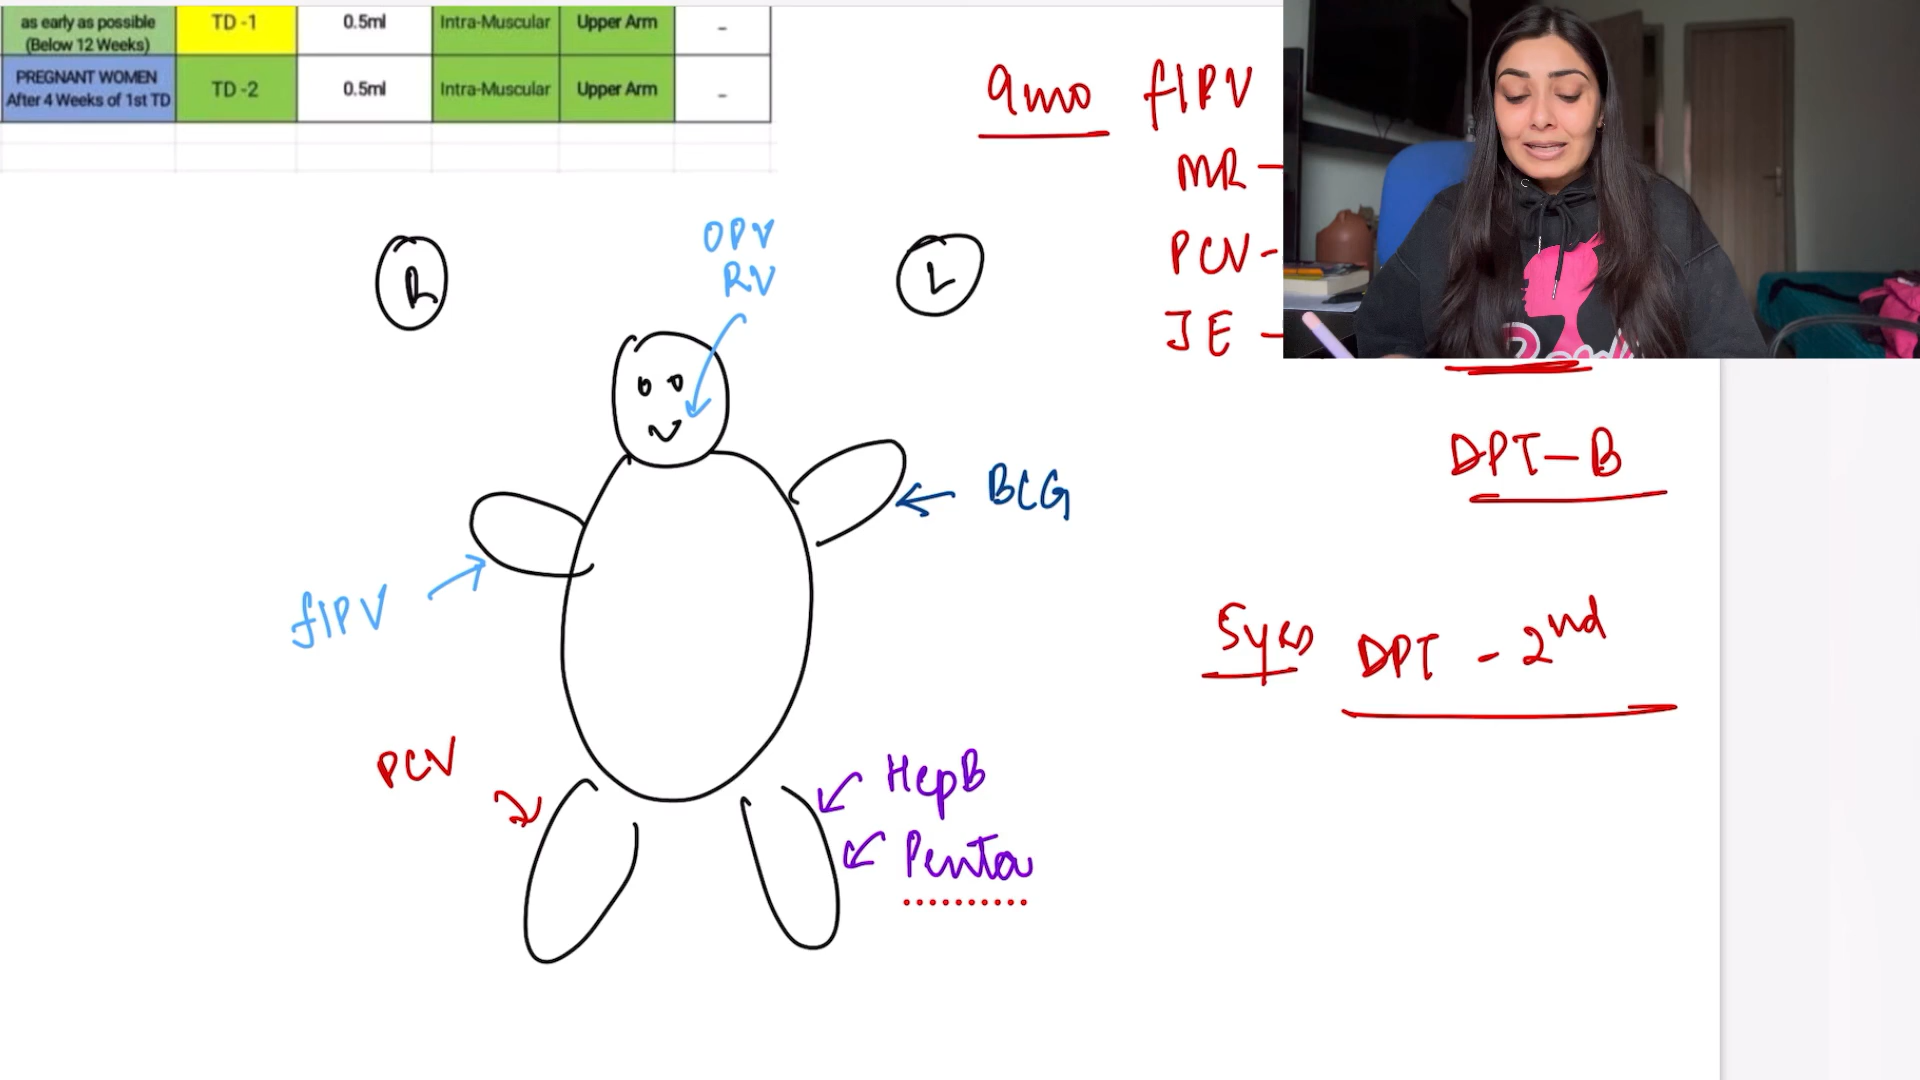 as early as possible
(Below 12 Weeks)
TD -1
0.5ml
Intra-Muscular
Upper Arm
-
PREGNANT WOMEN
After 4 Weeks of 1st TD
TD -2
0.5ml
Intra-Muscular
Upper Arm
-
9mo fIPV
MR -
PCV -
JE -
DPT - B
5yrs DPT - 2nd
R
OPV
RV
L
BCG
fIPV
PCV
HepB
Penta